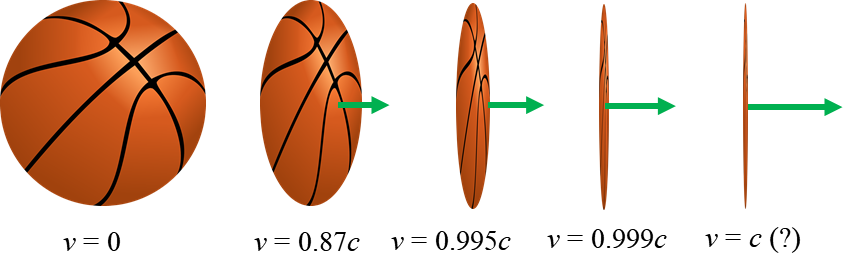 v = 0
v = 0.87c
v = 0.995c
v = 0.999c
v = c (?)